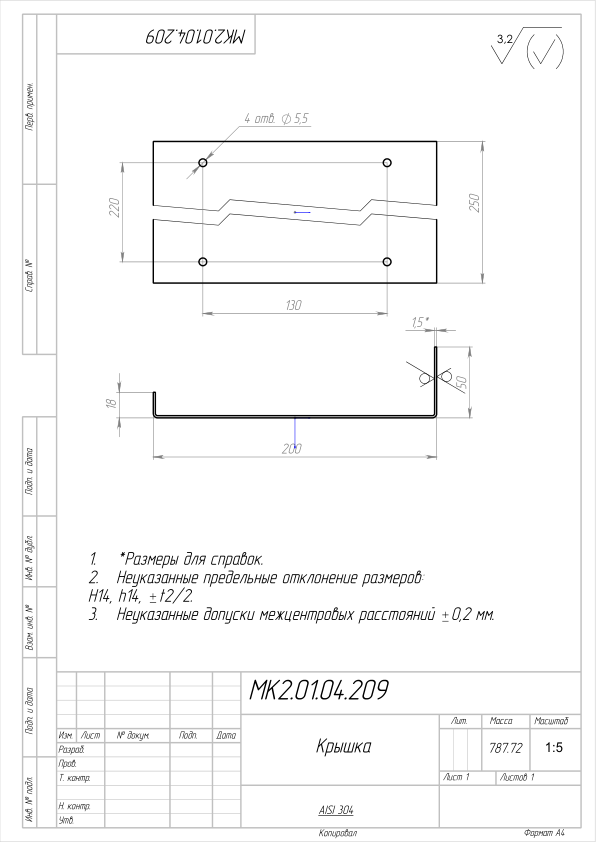 МК2.01.04.209
3,2
Перв. примен.
Справ. №
Подп. и дата
Инв. № дубл.
Взам. инв. №
Подп. и дата
Инв. № подл.
4 отв. ∅5,5
220
250
130
1,5*
18
50
200
1. *Размеры для справок.
2. Неуказанные предельные отклонение размеров:
H14, h14, ±t2/2.
3. Неуказанные допуски межцентровых расстояний ±0,2 мм.
МК2.01.04.209
Изм. Лист № докум. Подп. Дата
Разраб.
Пров.
Т. контр.
Н. контр.
Утв.
Крышка
Лит. Масса Масштаб
787.72 1:5
Лист 1 Листов 1
AISI 304
Копировал Формат А4